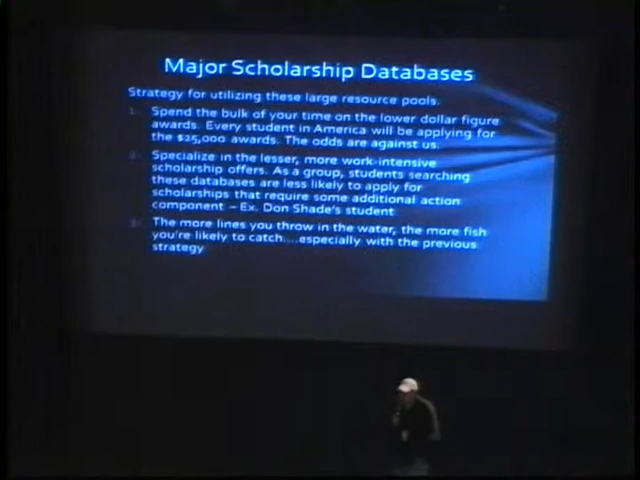 Major Scholarship Databases
Strategy for utilizing these large resource pools.
1. Spend the bulk of your time on the lower dollar figure
awards. Every student in America will be applying for
the $25,000 awards. The odds are against us.
2. Specialize in the lesser, more work-intensive
scholarship offers. As a group, students searching
these databases are less likely to apply for
scholarships that require some additional action
component – Ex. Don Shade's student
3. The more lines you throw in the water, the more fish
you're likely to catch....especially with the previous
strategy